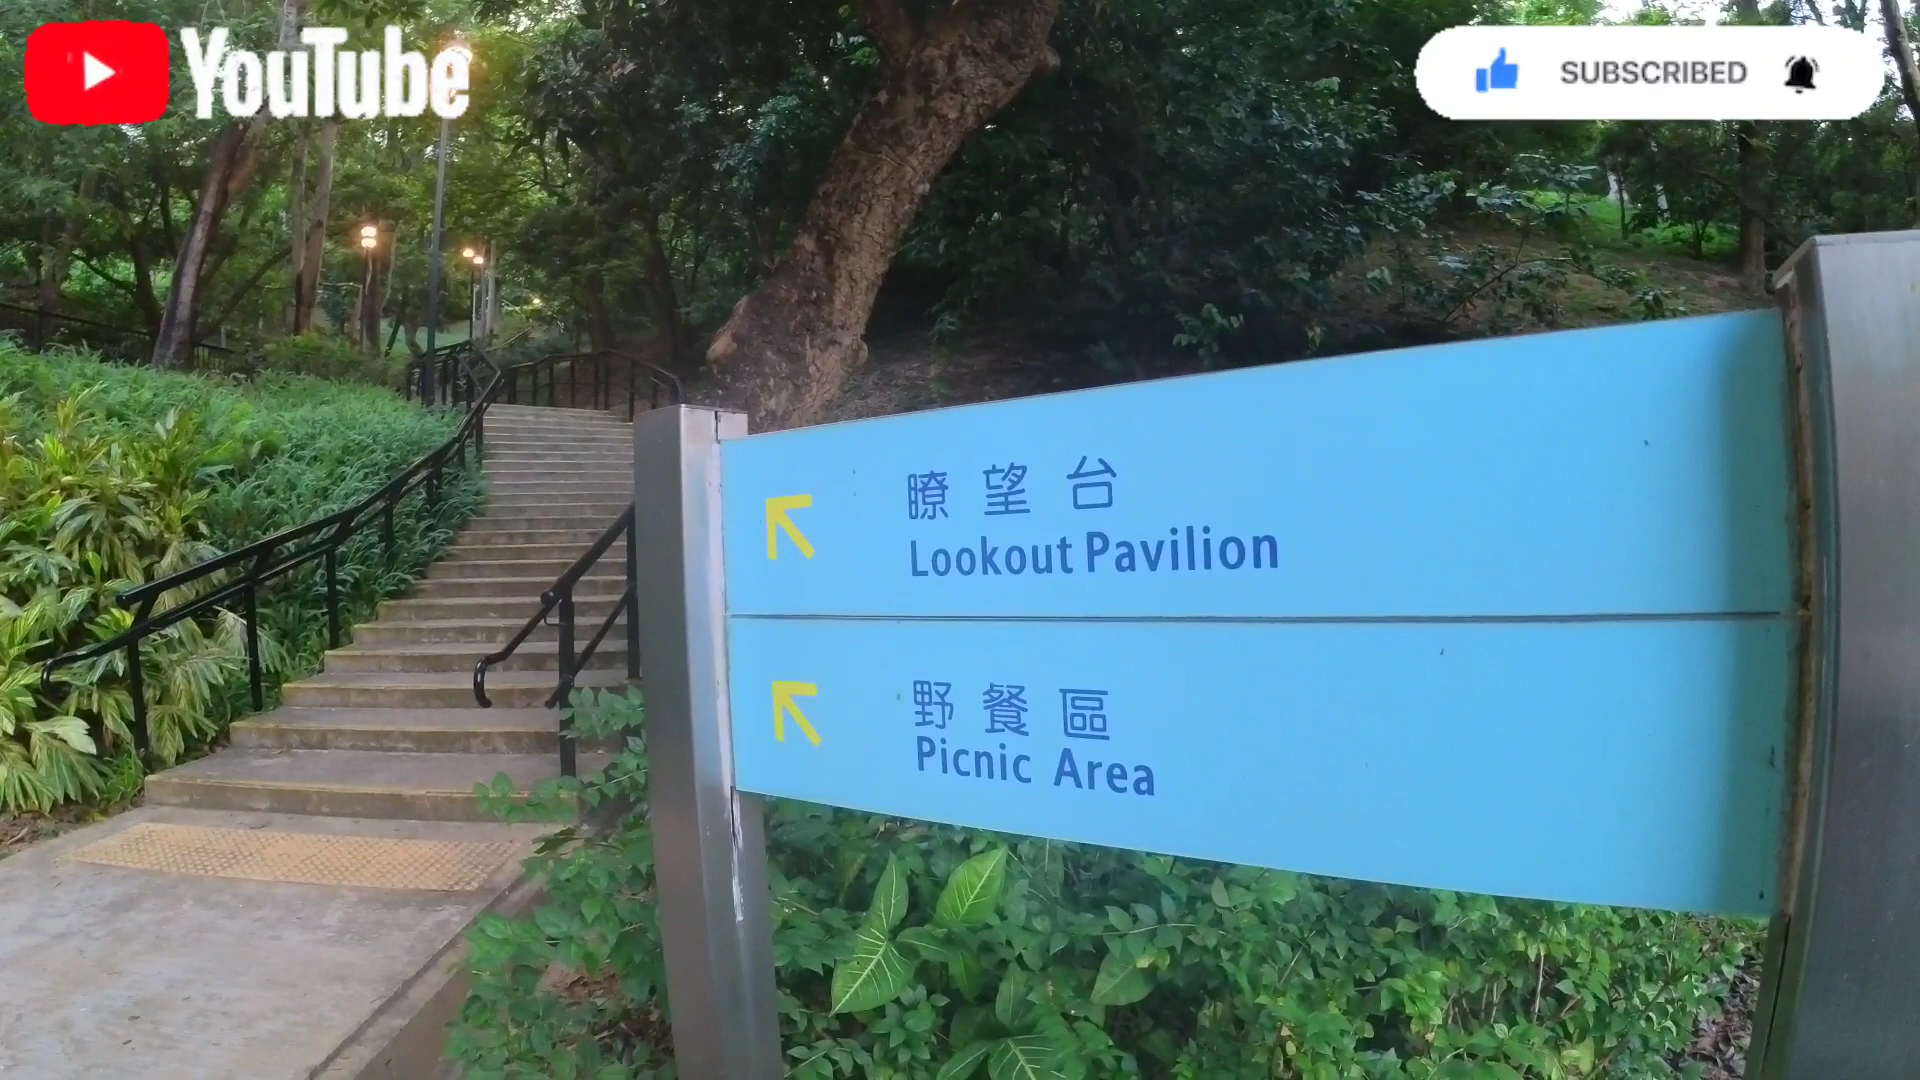 YouTube
SUBSCRIBED
瞭望台
Lookout Pavilion
野餐區
Picnic Area